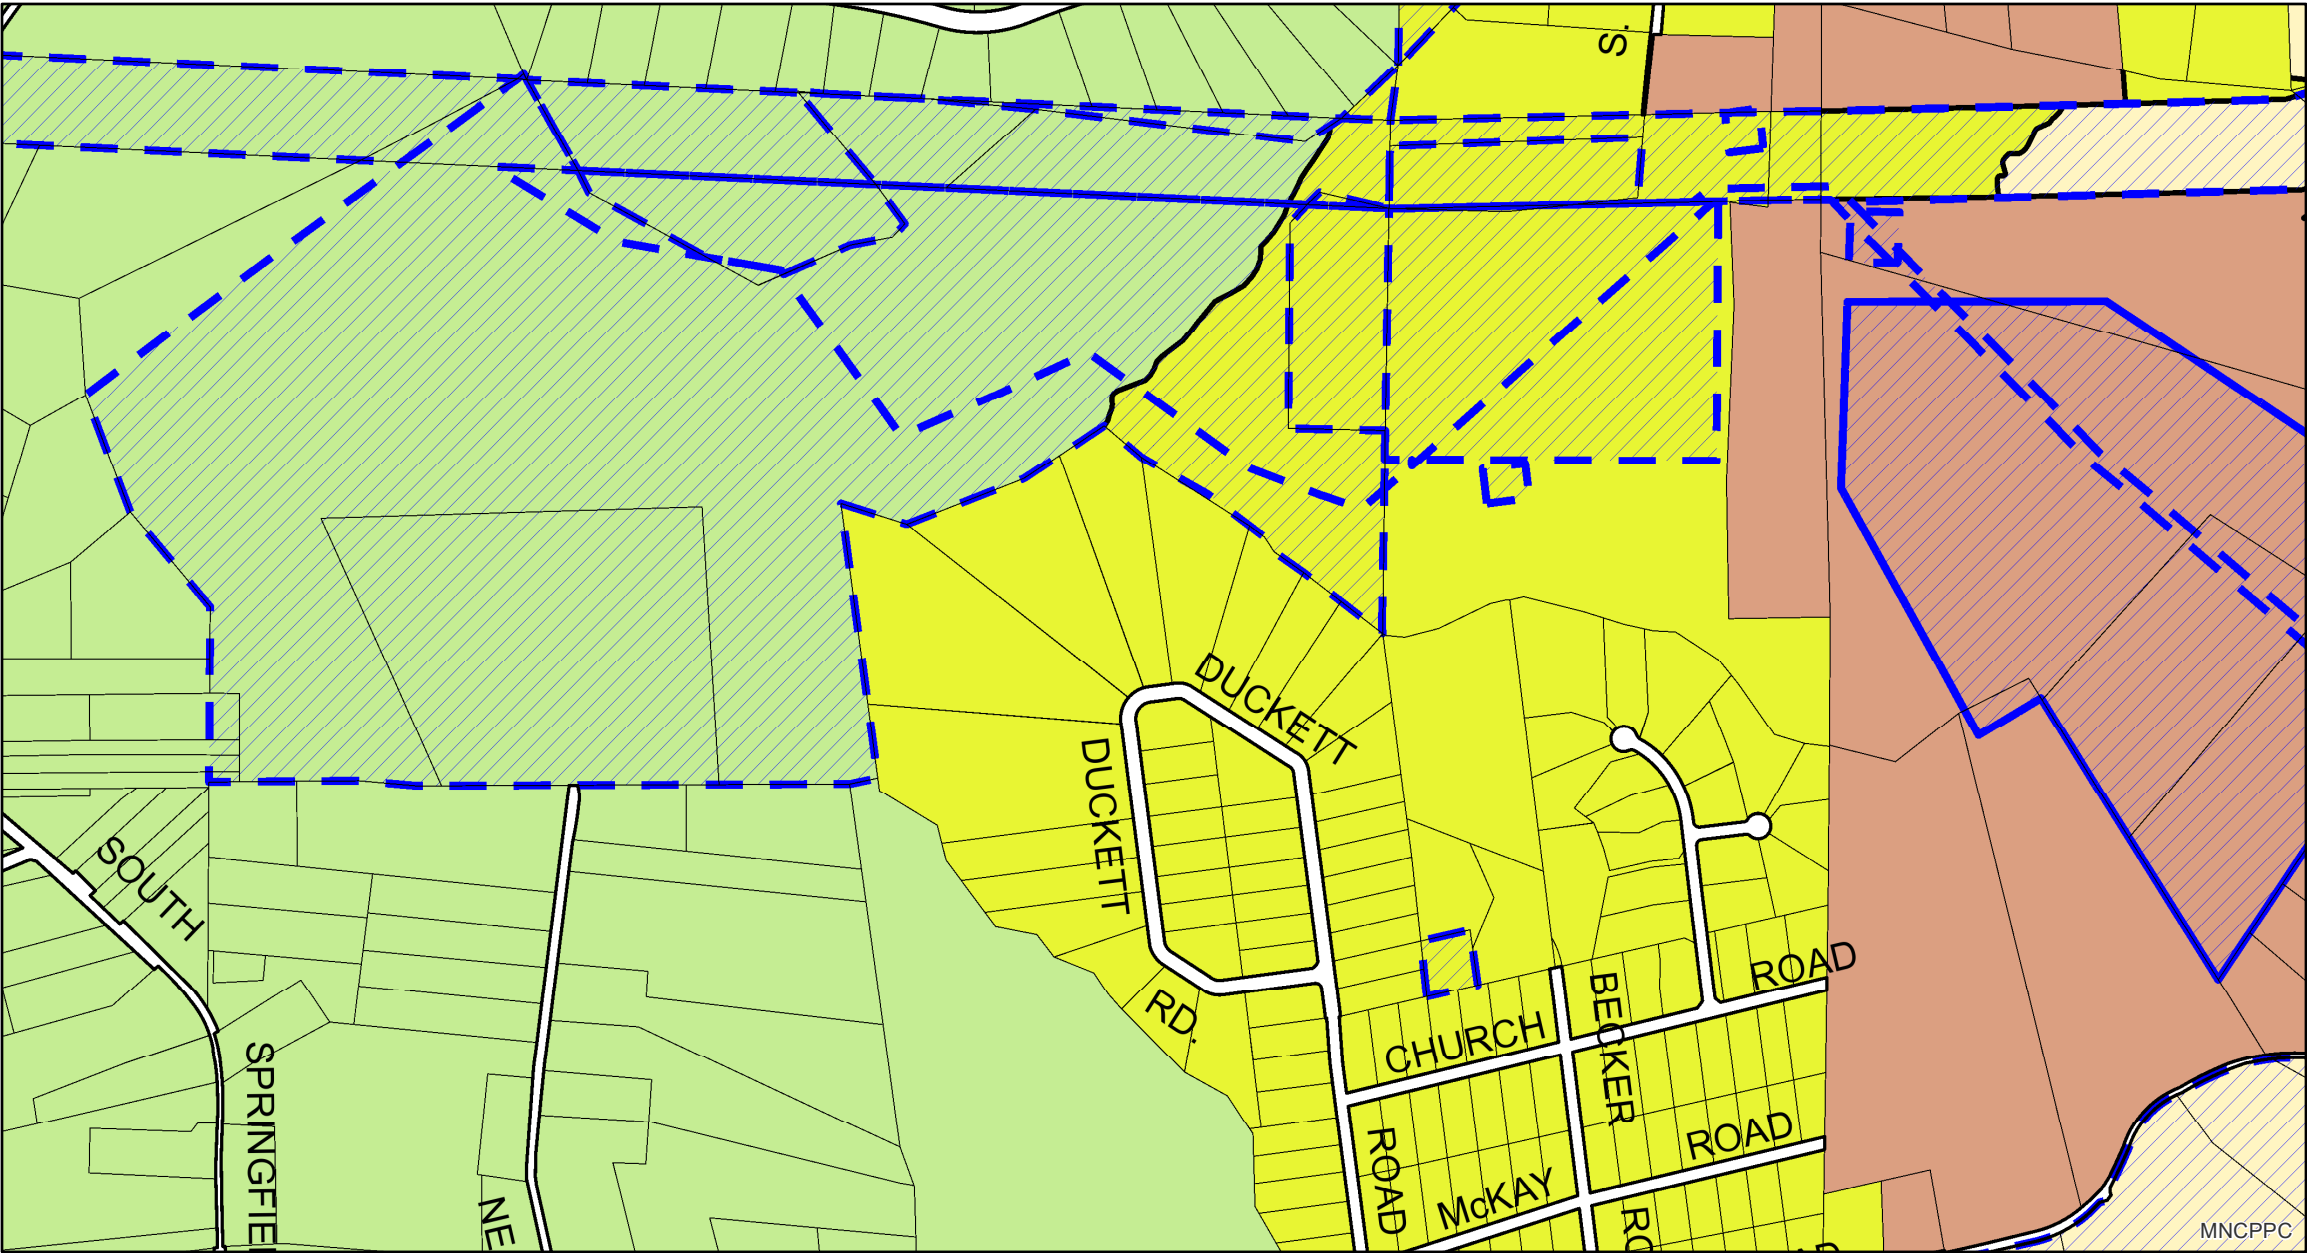 S.
DUCKETT
DUCKETT
SOUTH
ROAD
RD.
CHURCH
BECKER
SPRINGFIE
ROAD
ROAD
McKAY
NE
RO
MNCPPC